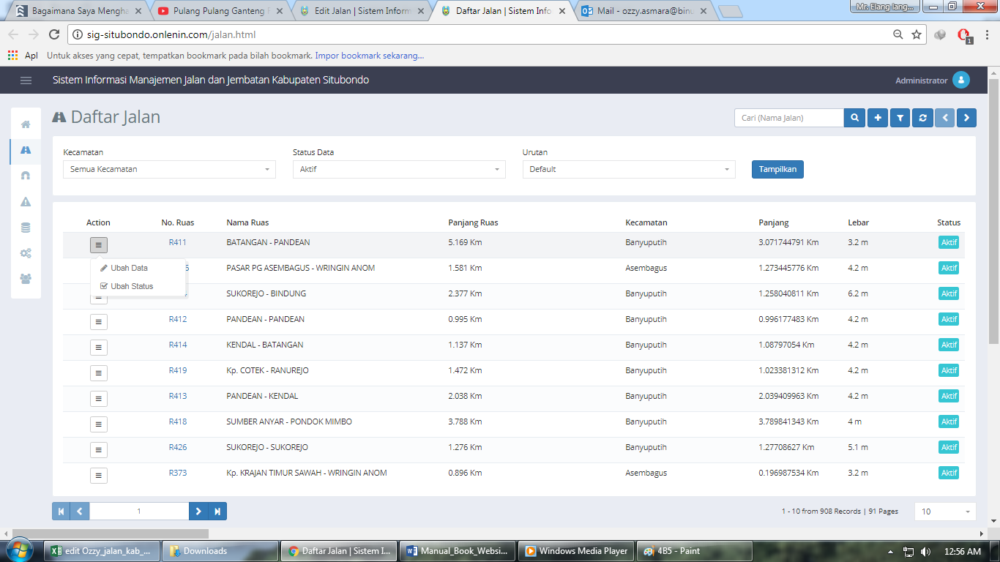 Bagaimana Saya Mengha
Pulang Pulang Ganteng
Edit Jalan | Sistem Inform
Daftar Jalan | Sistem Info
Mail - ozzy.asmara@binu
Mr. Elang lang...
sig-situbondo.onlenin.com/jalan.html
1
Apl
Untuk akses yang cepat, tempatkan bookmark pada bilah bookmark. Impor bookmark sekarang...
Sistem Informasi Manajemen Jalan dan Jembatan Kabupaten Situbondo
Administrator
Daftar Jalan
Cari (Nama Jalan)
Kecamatan Status Data Urutan
Semua Kecamatan Aktif Default Tampilkan
Action No. Ruas Nama Ruas Panjang Ruas Kecamatan Panjang Lebar Status
R411 BATANGAN - PANDEAN 5.169 Km Banyuputih 3.071744791 Km 3.2 m Aktif
Ubah Data PASAR PG ASEMBAGUS - WRINGIN ANOM 1.581 Km Asembagus 1.273445776 Km 4.2 m Aktif
Ubah Status
SUKOREJO - BINDUNG 2.377 Km Banyuputih 1.258040811 Km 6.2 m Aktif
R412 PANDEAN - PANDEAN 0.995 Km Banyuputih 0.996177483 Km 4.2 m Aktif
R414 KENDAL - BATANGAN 1.137 Km Banyuputih 1.08797054 Km 4.2 m Aktif
R419 Kp. COTEK - RANUREJO 1.472 Km Banyuputih 1.023381312 Km 4.2 m Aktif
R413 PANDEAN - KENDAL 2.038 Km Banyuputih 2.039409963 Km 4.2 m Aktif
R418 SUMBER ANYAR - PONDOK MIMBO 3.788 Km Banyuputih 3.789841343 Km 4 m Aktif
R426 SUKOREJO - SUKOREJO 1.276 Km Banyuputih 1.27708627 Km 5.1 m Aktif
R373 Kp. KRAJAN TIMUR SAWAH - WRINGIN ANOM 0.896 Km Asembagus 0.196987534 Km 3.2 m Aktif
1
1 - 10 from 908 Records | 91 Pages
10
edit Ozzy_jalan_kab_...
Downloads
Daftar Jalan | Sistem I...
Manual_Book_Websi...
Windows Media Player
4B5 - Paint
12:56 AM